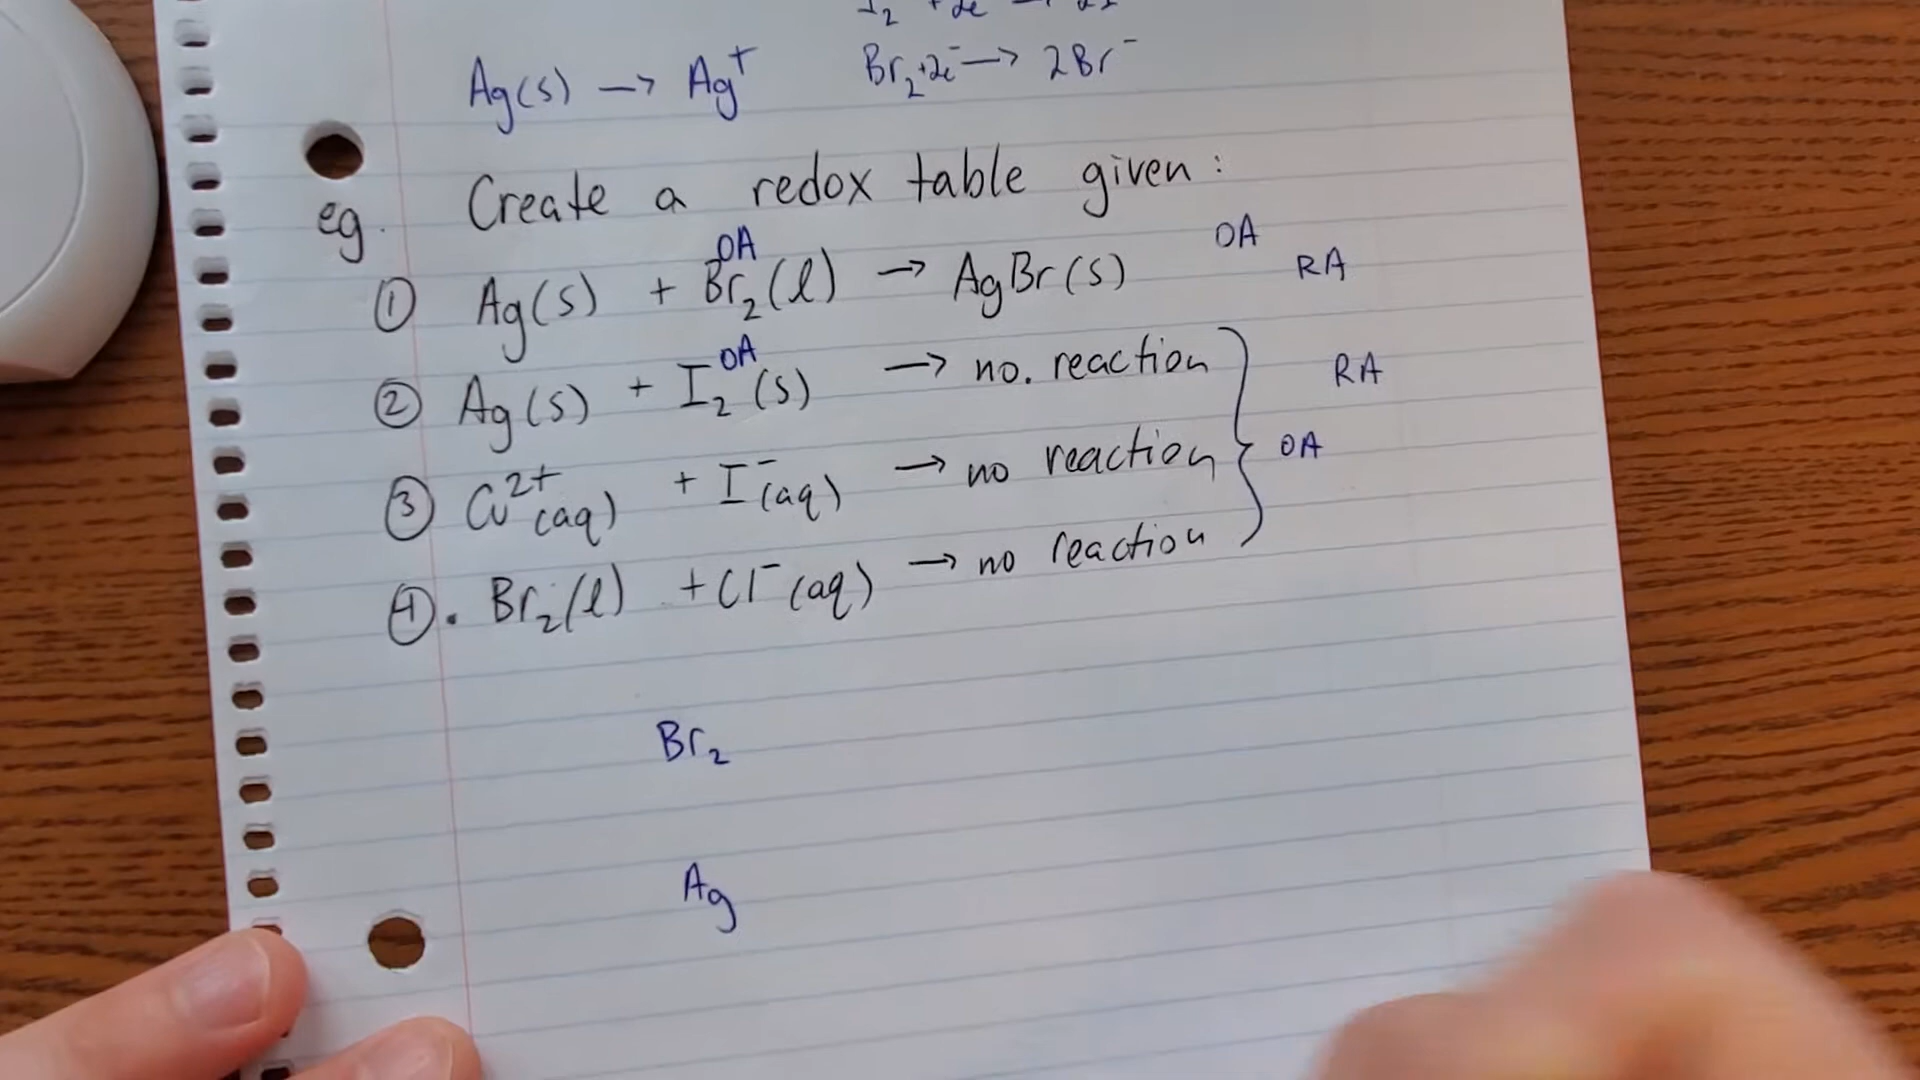 Ag(s) → Ag⁺ Br₂+2e⁻ → 2Br⁻
eg. Create a redox table given:
OA OA RA
① Ag(s) + Br₂(l) → AgBr(s)
OA
② Ag(s) + I₂(s) → no. reaction RA
③ Cu²⁺(aq) + I⁻(aq) → no reaction OA
④. Br₂(l) + Cl⁻(aq) → no reaction
Br₂
Ag